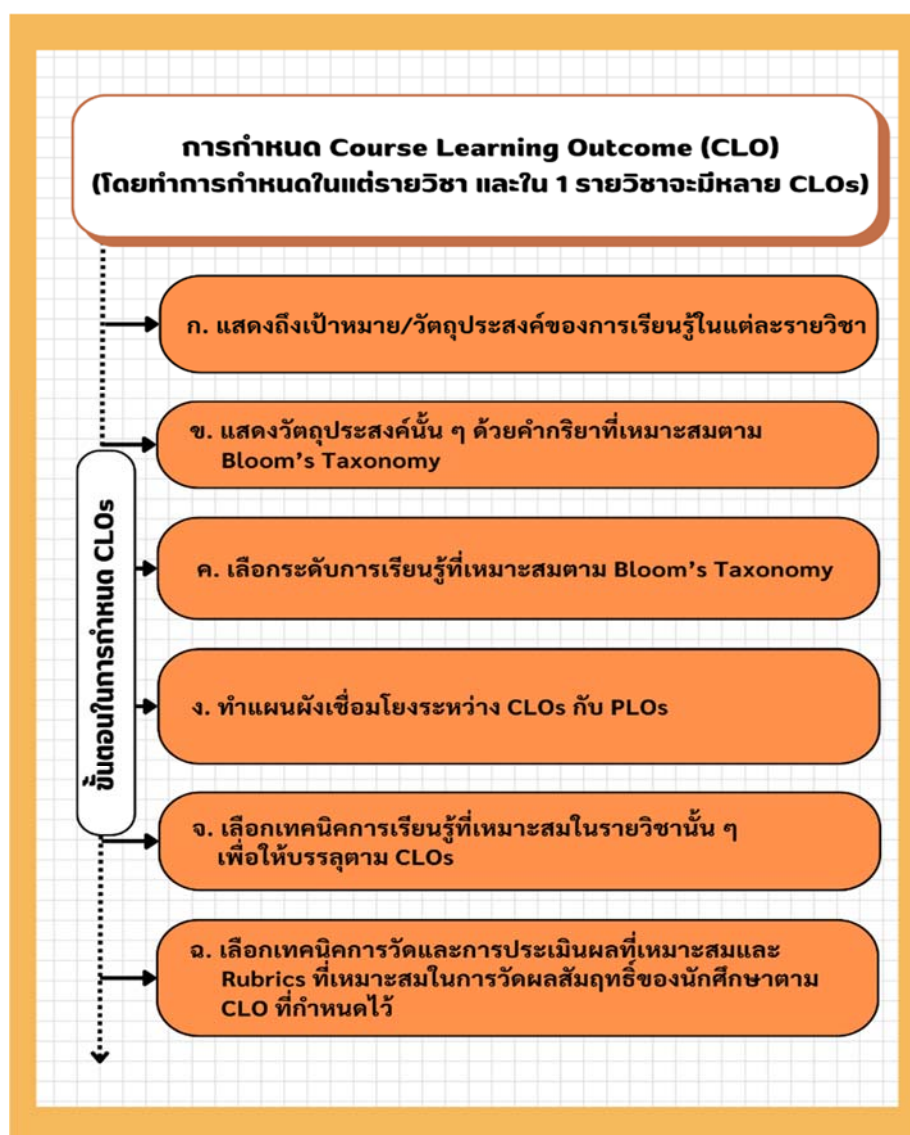 การกำหนด Course Learning Outcome (CLO)
(โดยทำการกำหนดในแต่รายวิชา และใน 1 รายวิชาจะมีหลาย CLOs)
ขั้นตอนในการกำหนด CLOs
ก. แสดงถึงเป้าหมาย/วัตถุประสงค์ของการเรียนรู้ในแต่ละรายวิชา
ข. แสดงวัตถุประสงค์นั้น ๆ ด้วยคำกริยาที่เหมาะสมตาม
Bloom's Taxonomy
ค. เลือกระดับการเรียนรู้ที่เหมาะสมตาม Bloom's Taxonomy
ง. ทำแผนผังเชื่อมโยงระหว่าง CLOs กับ PLOs
จ. เลือกเทคนิคการเรียนรู้ที่เหมาะสมในรายวิชานั้น ๆ
เพื่อให้บรรลุตาม CLOs
ฉ. เลือกเทคนิคการวัดและการประเมินผลที่เหมาะสมและ
Rubrics ที่เหมาะสมในการวัดผลสัมฤทธิ์ของนักศึกษาตาม
CLO ที่กำหนดไว้